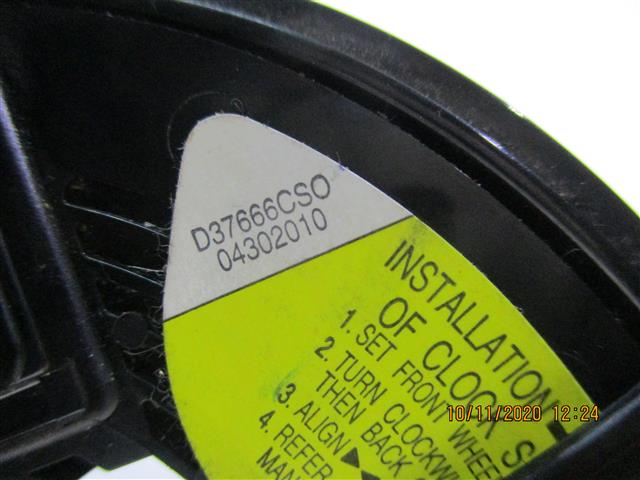 D37666CSO
04302010
INSTALLATION
OF CLOCK S
1. SET FRONT WHEE
2. TURN CLOCKW
THEN BACK
3. ALIGN
4. REFER
MAN
10/11/2020 12:24